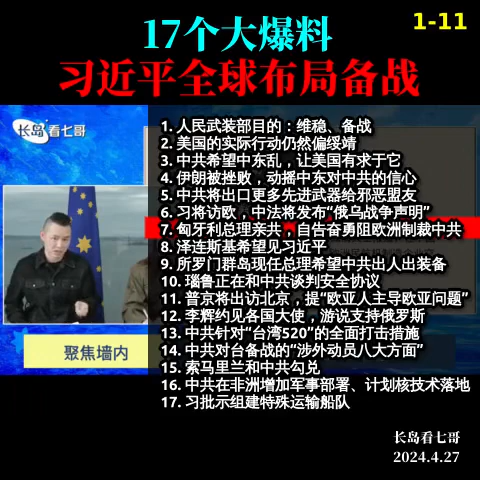 1-11
17个大爆料
习近平全球布局备战
长岛看七哥
1. 人民武装部目的：维稳、备战
2. 美国的实际行动仍然偏绥靖
3. 中共希望中东乱，让美国有求于它
4. 伊朗被挫败，动摇中东对中共的信心
5. 中共将出口更多先进武器给邪恶盟友
6. 习将访欧，中法将发布“俄乌战争声明”
7. 匈牙利总理亲共，自告奋勇阻欧洲制裁中共
8. 泽连斯基希望见习近平
9. 所罗门群岛现任总理希望中共出人出装备
10. 瑙鲁正在和中共谈判安全协议
11. 普京将出访北京，提“欧亚人主导欧亚问题”
12. 李辉约见各国大使，游说支持俄罗斯
13. 中共针对“台湾520”的全面打击措施
14. 中共对台备战的“涉外动员八大方面”
15. 索马里兰和中共勾兑
16. 中共在非洲增加军事部署、计划核技术落地
17. 习批示组建特殊运输船队
聚焦墙内
长岛看七哥
2024.4.27